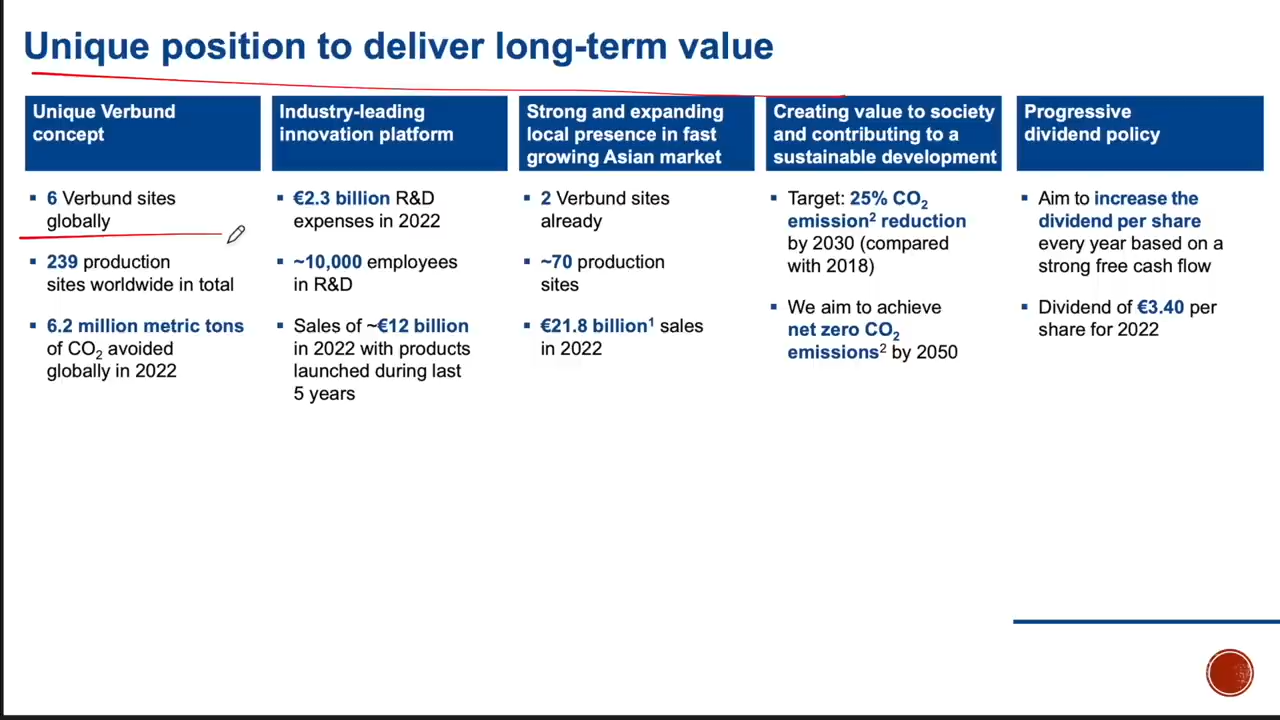 Unique position to deliver long-term value
Unique Verbund
concept
▪ 6 Verbund sites
globally
▪ 239 production
sites worldwide in total
▪ 6.2 million metric tons
of CO₂ avoided
globally in 2022
Industry-leading
innovation platform
▪ €2.3 billion R&D
expenses in 2022
▪ ~10,000 employees
in R&D
▪ Sales of ~€12 billion
in 2022 with products
launched during last
5 years
Strong and expanding
local presence in fast
growing Asian market
▪ 2 Verbund sites
already
▪ ~70 production
sites
▪ €21.8 billion¹ sales
in 2022
Creating value to society
and contributing to a
sustainable development
▪ Target: 25% CO₂
emission² reduction
by 2030 (compared
with 2018)
▪ We aim to achieve
net zero CO₂
emissions² by 2050
Progressive
dividend policy
▪ Aim to increase the
dividend per share
every year based on a
strong free cash flow
▪ Dividend of €3.40 per
share for 2022